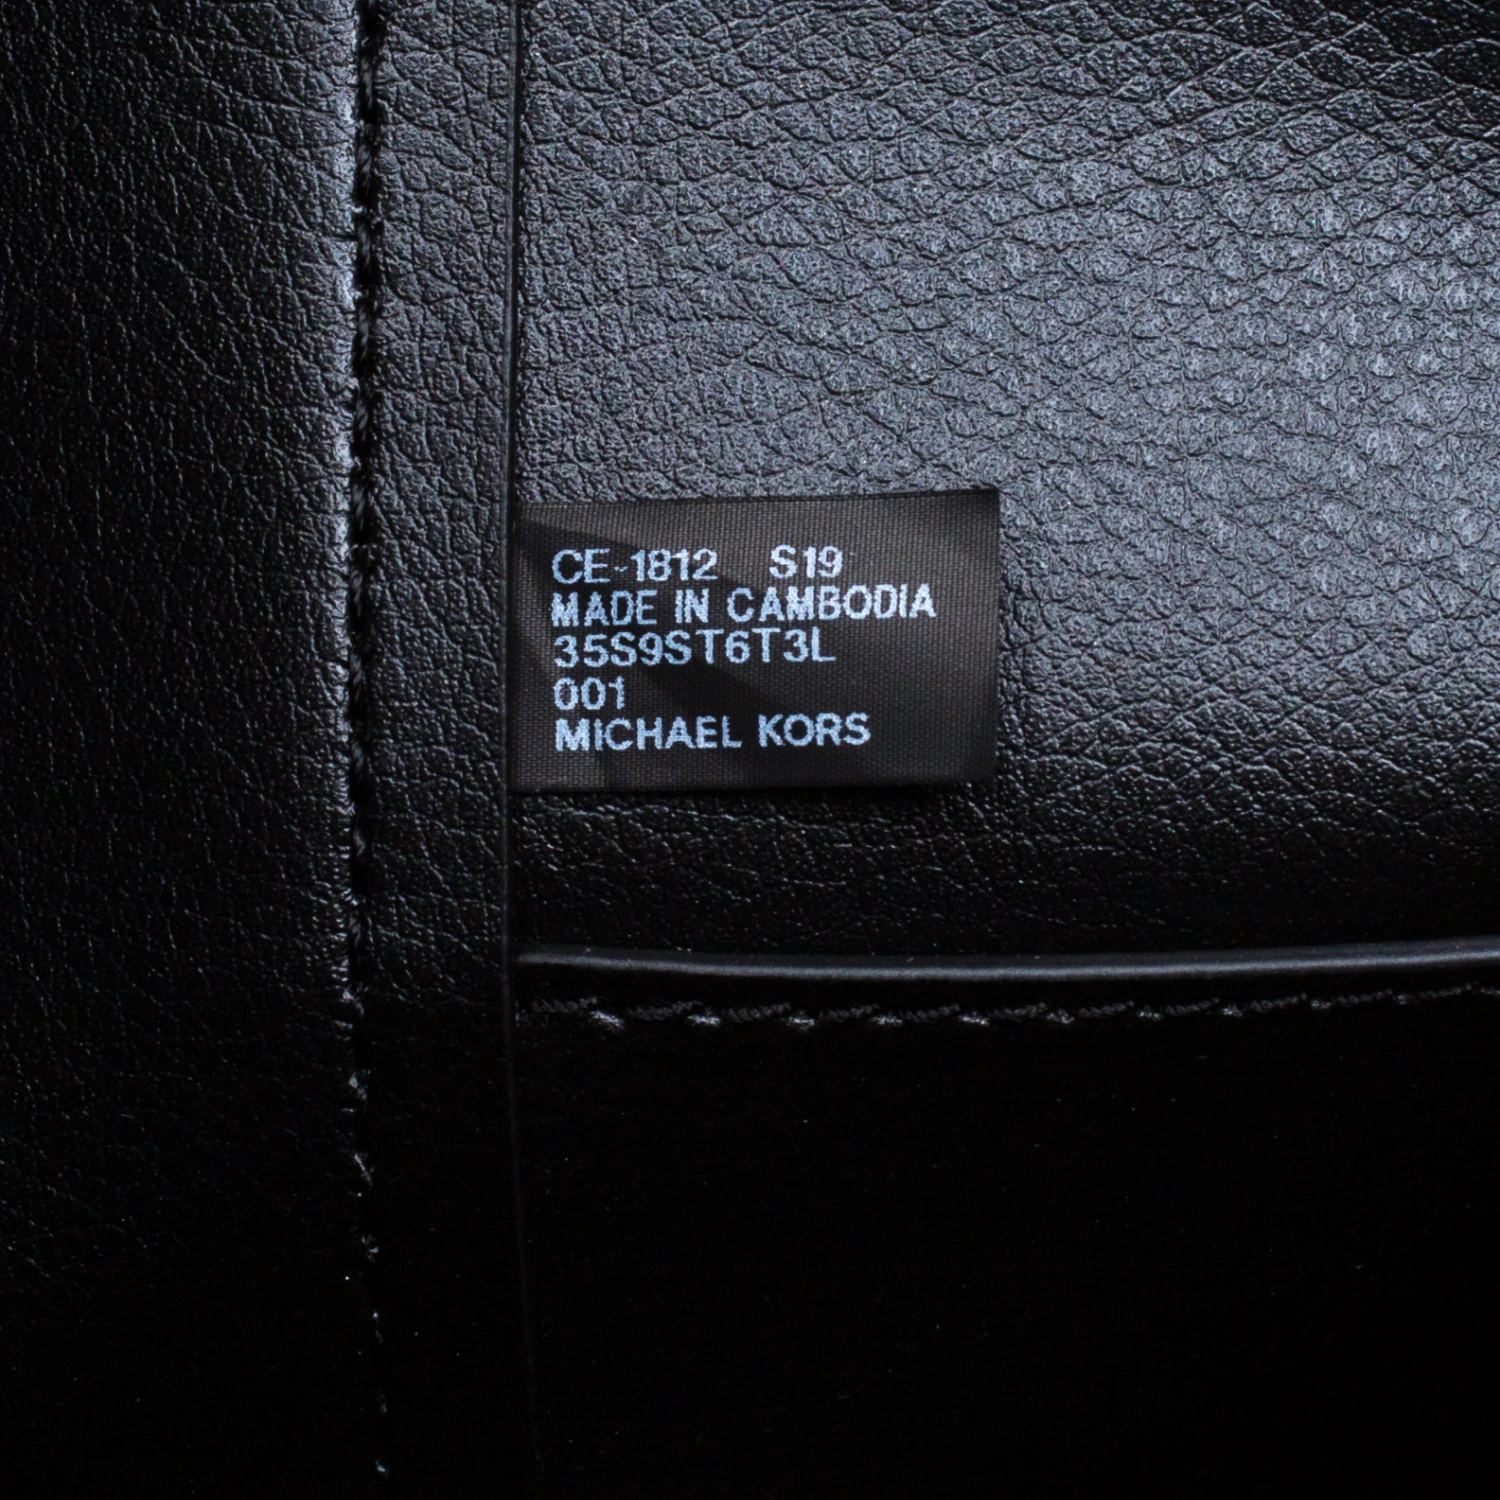 CE-1812 S19
MADE IN CAMBODIA
35S9ST6T3L
001
MICHAEL KORS